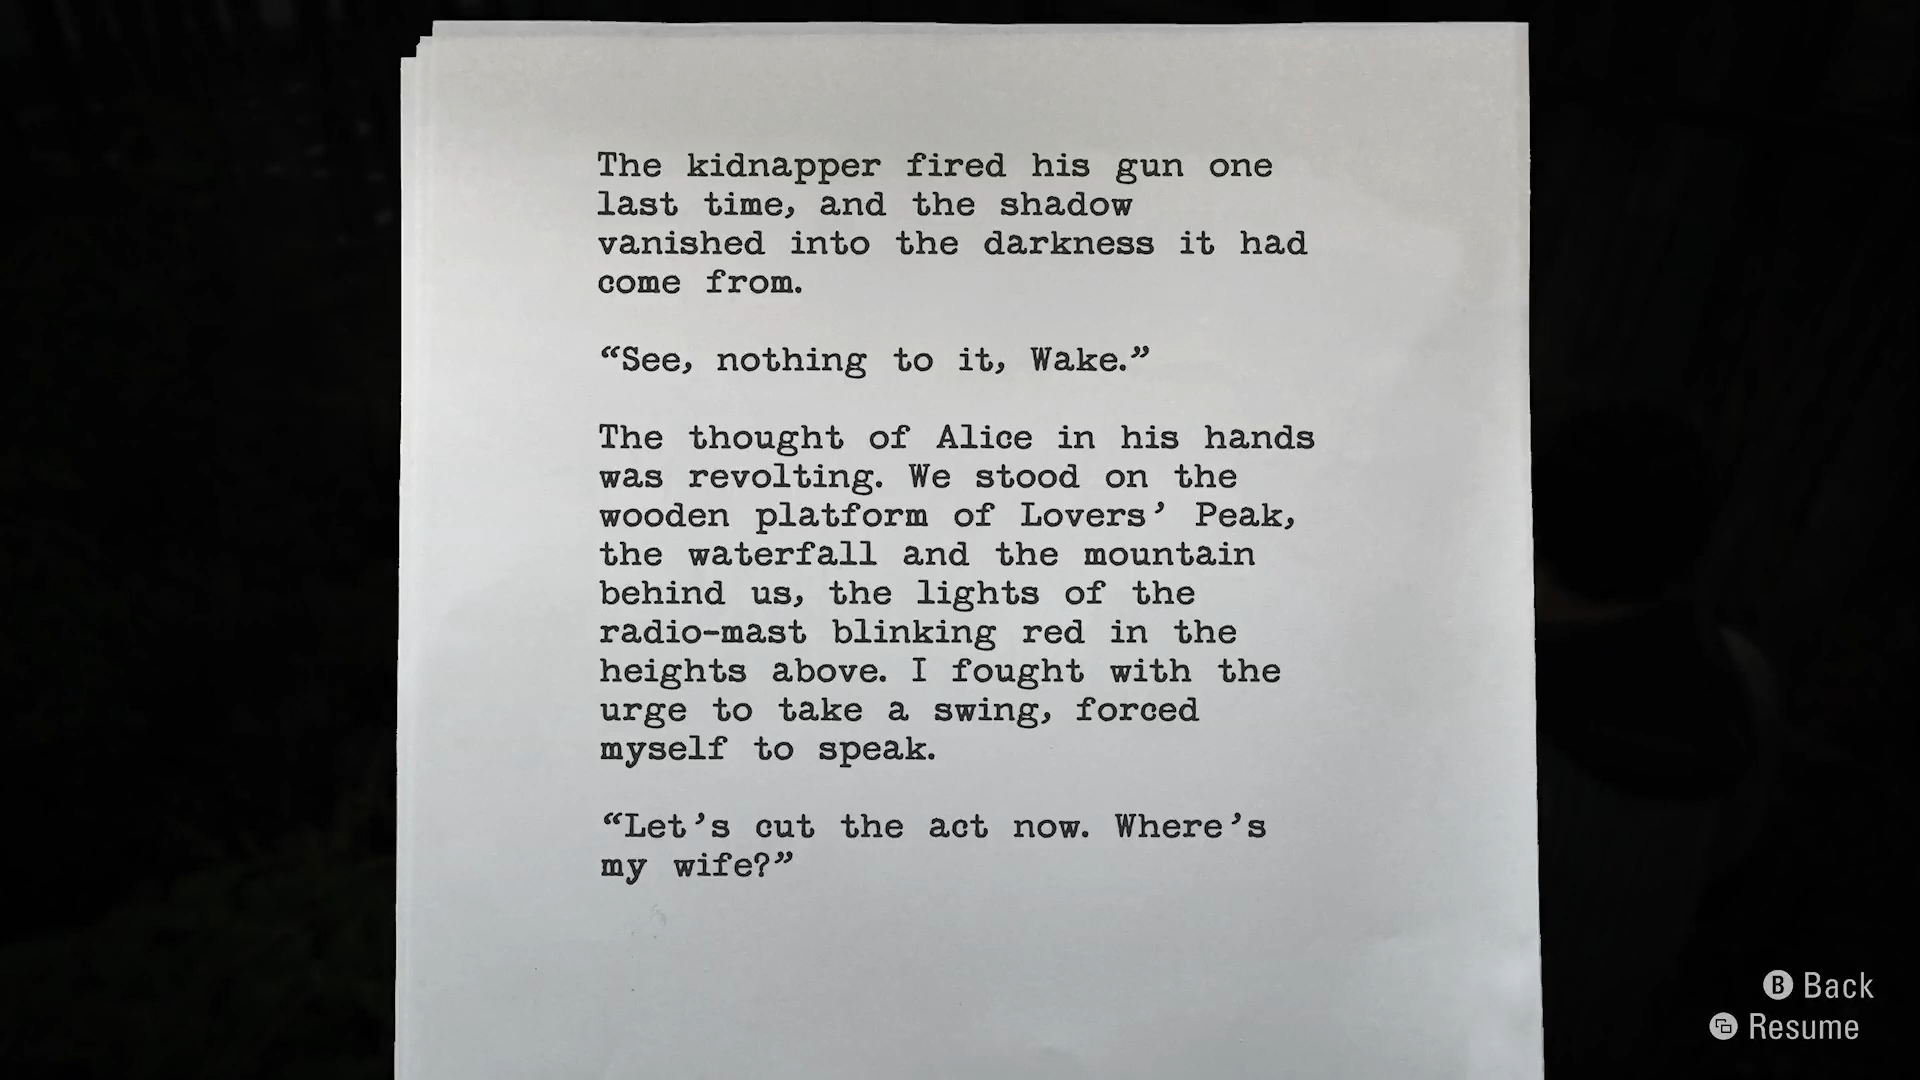 The kidnapper fired his gun one
last time, and the shadow
vanished into the darkness it had
come from.
“See, nothing to it, Wake.”
The thought of Alice in his hands
was revolting. We stood on the
wooden platform of Lovers’ Peak,
the waterfall and the mountain
behind us, the lights of the
radio-mast blinking red in the
heights above. I fought with the
urge to take a swing, forced
myself to speak.
“Let’s cut the act now. Where’s
my wife?”
B Back
Resume